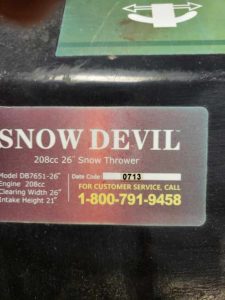 SNOW DEVIL™
208cc 26" Snow Thrower
Model DB7651-26"
Engine 208cc
Clearing Width 26"
Intake Height 21"
Date Code: 0713
FOR CUSTOMER SERVICE, CALL
1-800-791-9458